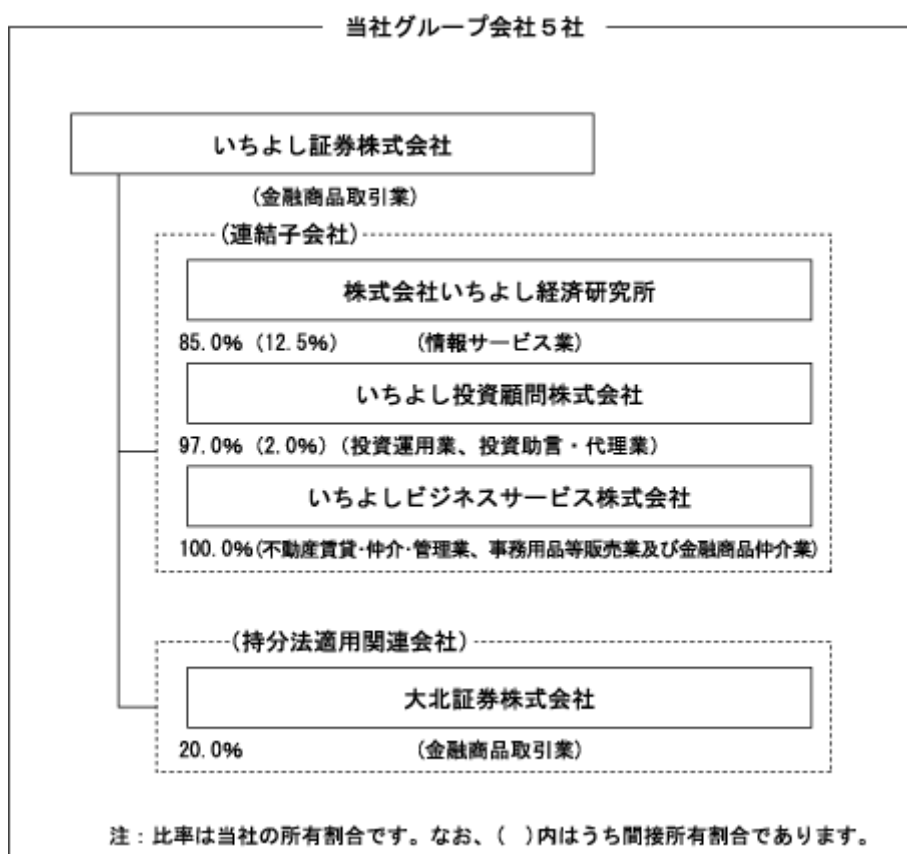 当社グループ会社5社
いちよし証券株式会社
(金融商品取引業)
(連結子会社)
株式会社いちよし経済研究所
85.0% (12.5%) (情報サービス業)
いちよし投資顧問株式会社
97.0% (2.0%) (投資運用業、投資助言・代理業)
いちよしビジネスサービス株式会社
100.0%(不動産賃貸・仲介・管理業、事務用品等販売業及び金融商品仲介業)
(持分法適用関連会社)
大北証券株式会社
20.0% (金融商品取引業)
注:比率は当社の所有割合です。なお、( )内はうち間接所有割合であります。